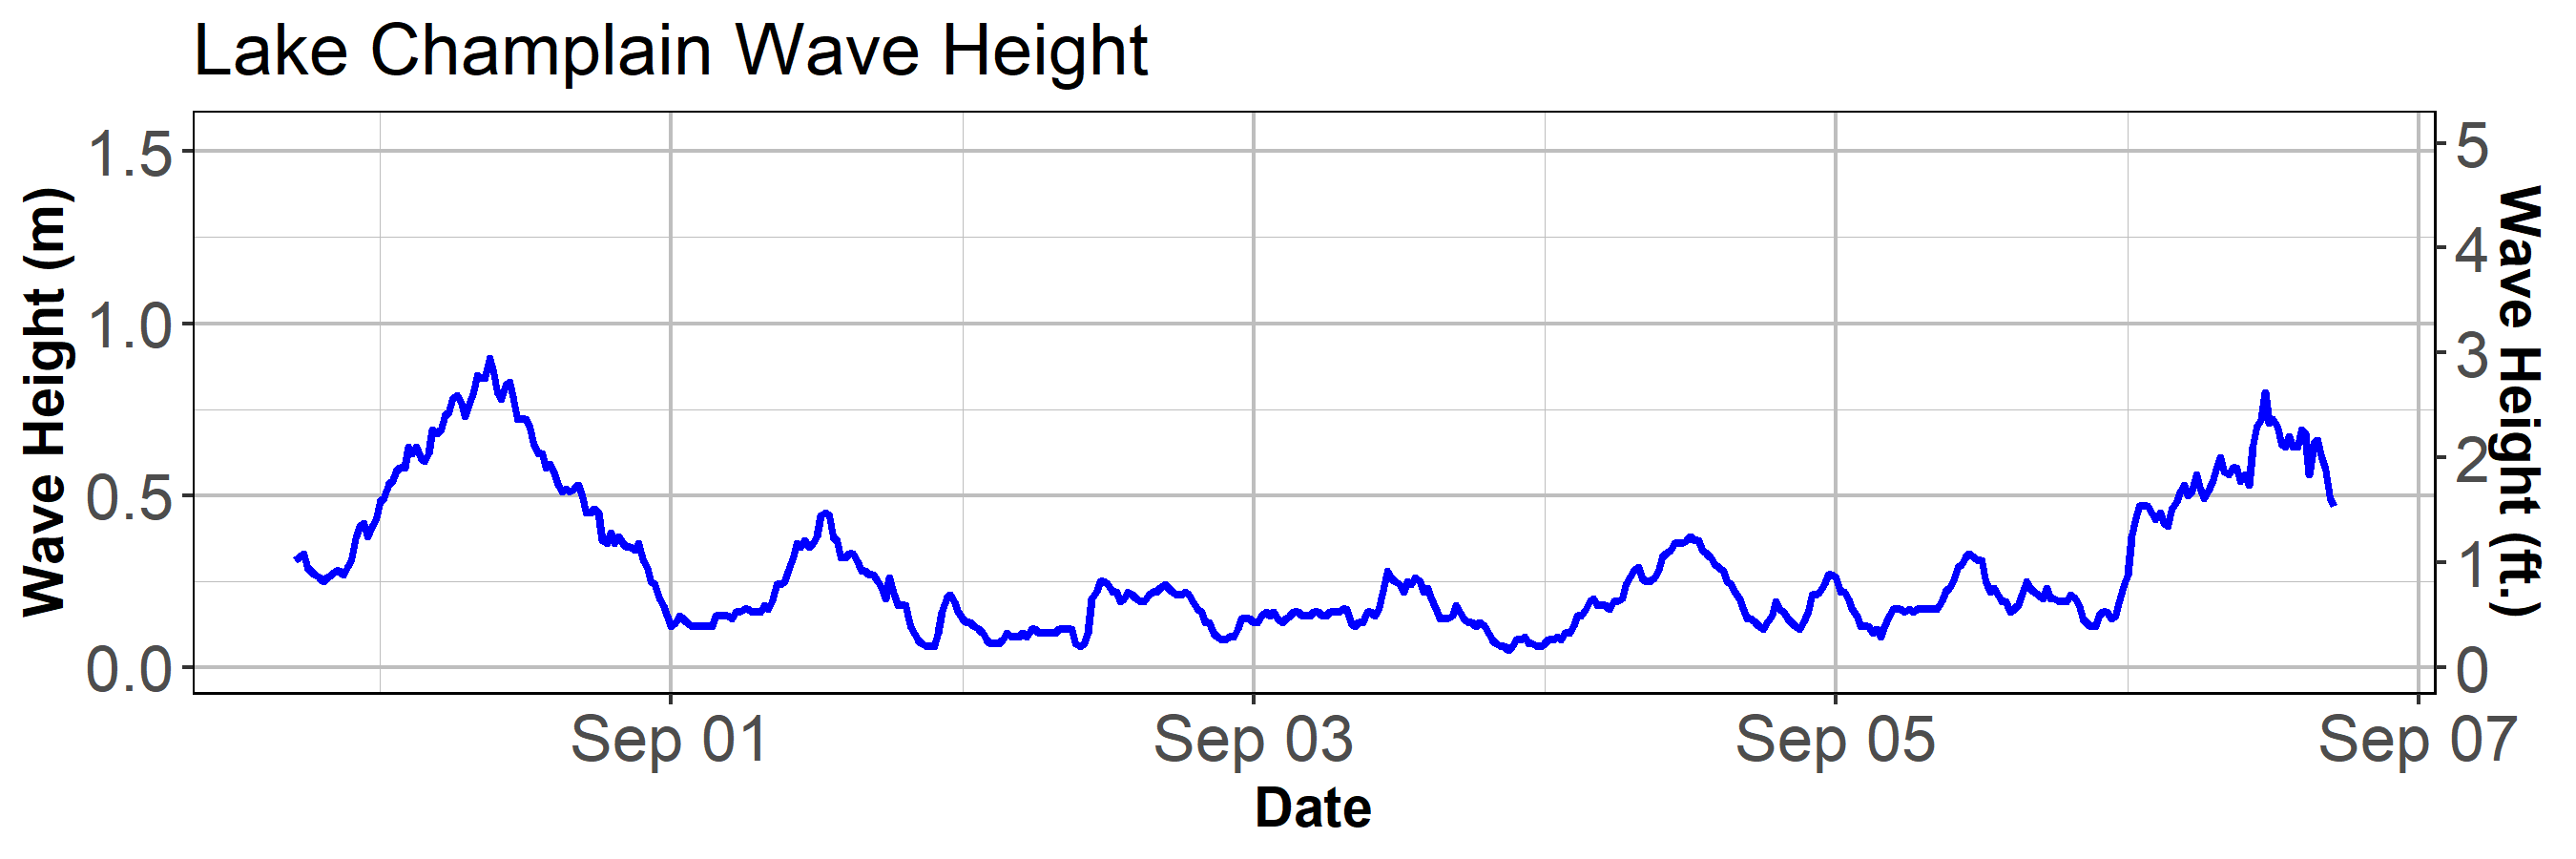 Lake Champlain Wave Height
Wave Height (m)
1.5
1.0
0.5
0.0
5
4
3
2
1
0
Wave Height (ft.)
Sep 01 Sep 03 Sep 05 Sep 07
Date